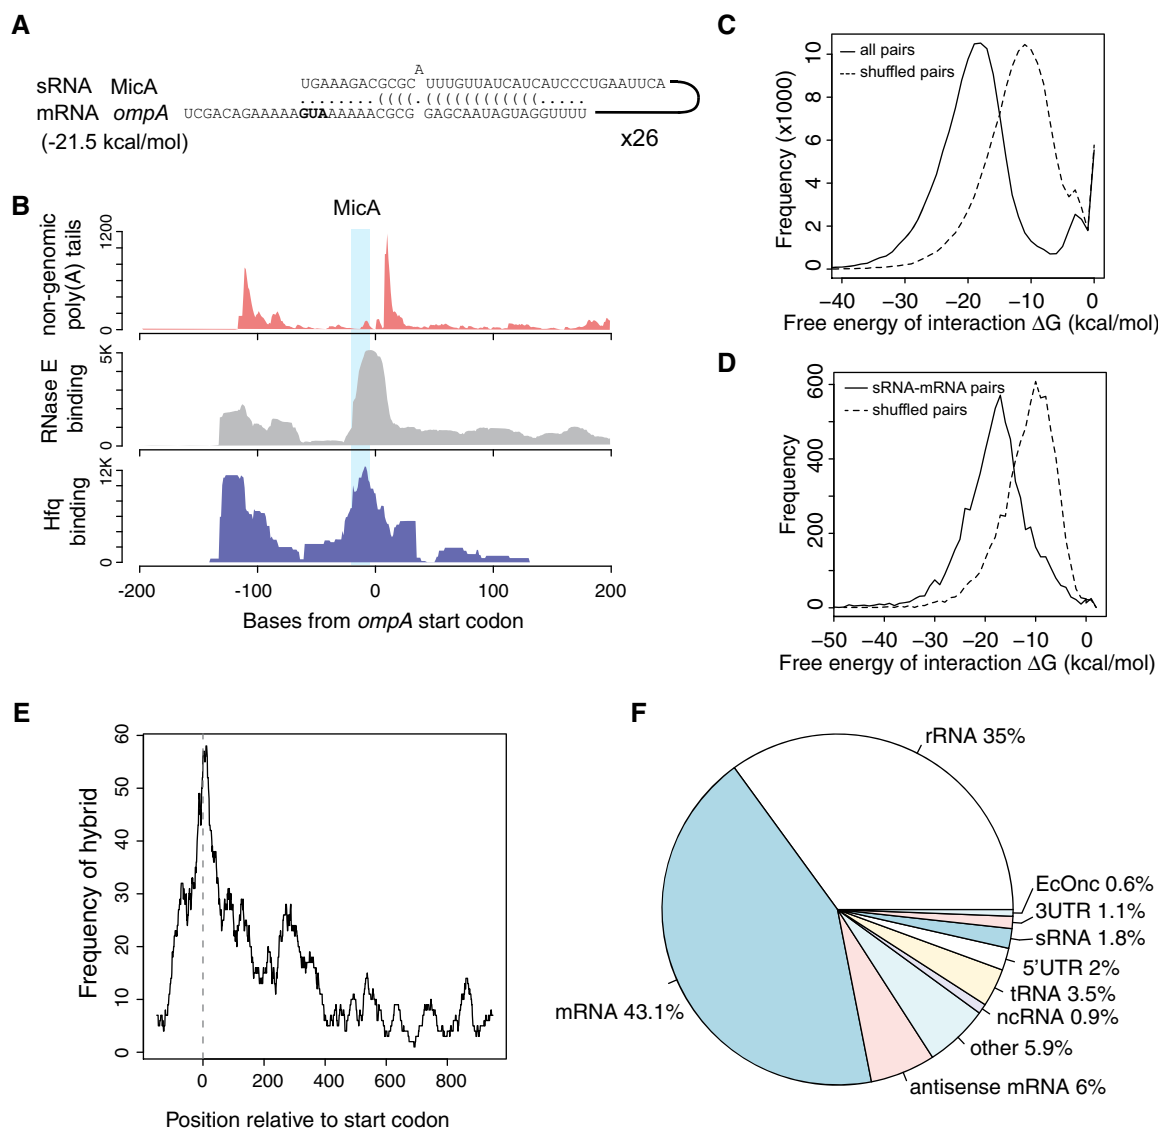 A
A
sRNA MicA UGAAAGACGCGC UUUGUUAUCAUCAUCCCUGAAUUCA
........((((.((((((((((((.....
mRNA ompA UCGACAGAAAAAGUAAAAAACGCG GAGCAAUAGUAGGUUUU
(-21.5 kcal/mol)
x26
B
MicA
non-genomic
poly(A) tails
1200
0
RNase E
binding
5K
0
Hfq
binding
12K
0
-200 -100 0 100 200
Bases from ompA start codon
C
all pairs
shuffled pairs
Frequency (x1000)
10
8
6
4
2
0
−40 −30 −20 −10 0
Free energy of interaction ΔG (kcal/mol)
D
sRNA-mRNA pairs
shuffled pairs
Frequency
600
400
200
0
−50 −40 −30 −20 −10 0
Free energy of interaction ΔG (kcal/mol)
E
Frequency of hybrid
60
50
40
30
20
10
0
0 200 400 600 800
Position relative to start codon
F
rRNA 35%
EcOnc 0.6%
3UTR 1.1%
sRNA 1.8%
5'UTR 2%
tRNA 3.5%
ncRNA 0.9%
other 5.9%
antisense mRNA 6%
mRNA 43.1%